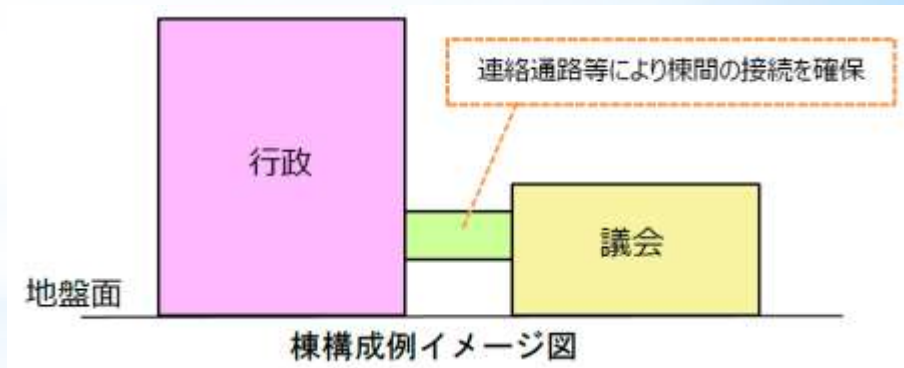 連絡通路等により棟間の接続を確保
行政
議会
地盤面
棟構成例イメージ図